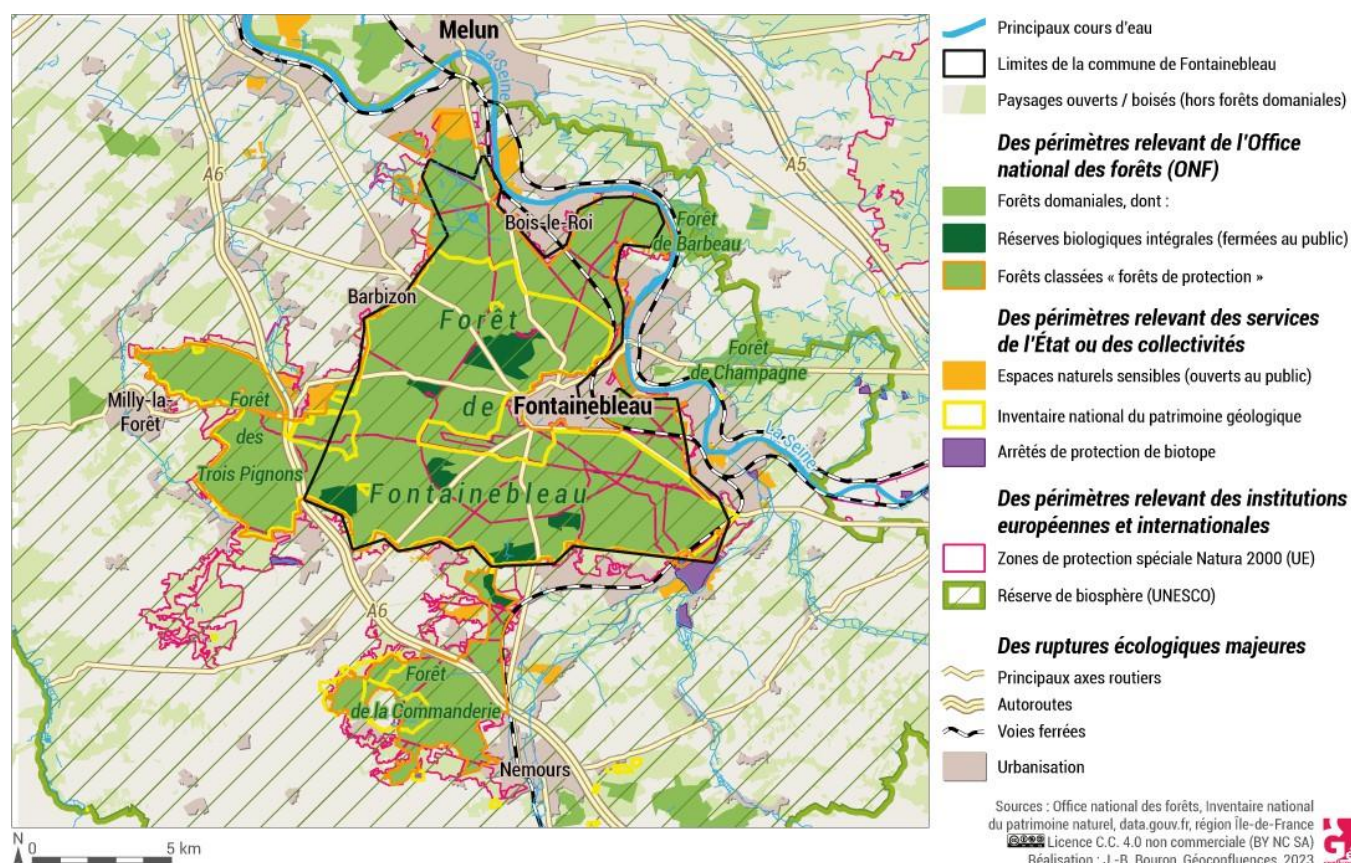 Melun
La Seine
A6
A5
Bois-le-Roi
Forêt
de Barbeau
Barbizon
Forêt
de
Fontainebleau
Forêt
de Champagne
Fontainebleau
Milly-la-
Forêt
Forêt
des
Trois Pignons
La Seine
A6
Forêt
de la Commanderie
Nemours
N
0 5 km
Principaux cours d'eau
Limites de la commune de Fontainebleau
Paysages ouverts / boisés (hors forêts domaniales)
Des périmètres relevant de l'Office
national des forêts (ONF)
Forêts domaniales, dont :
Réserves biologiques intégrales (fermées au public)
Forêts classées « forêts de protection »
Des périmètres relevant des services
de l'État ou des collectivités
Espaces naturels sensibles (ouverts au public)
Inventaire national du patrimoine géologique
Arrêtés de protection de biotope
Des périmètres relevant des institutions
européennes et internationales
Zones de protection spéciale Natura 2000 (UE)
Réserve de biosphère (UNESCO)
Des ruptures écologiques majeures
Principaux axes routiers
Autoroutes
Voies ferrées
Urbanisation
Sources : Office national des forêts, Inventaire national
du patrimoine naturel, data.gouv.fr, région Île-de-France
Licence C.C. 4.0 non commerciale (BY NC SA)
Réalisation : J.-B. Bouron, Géoconfluences, 2023